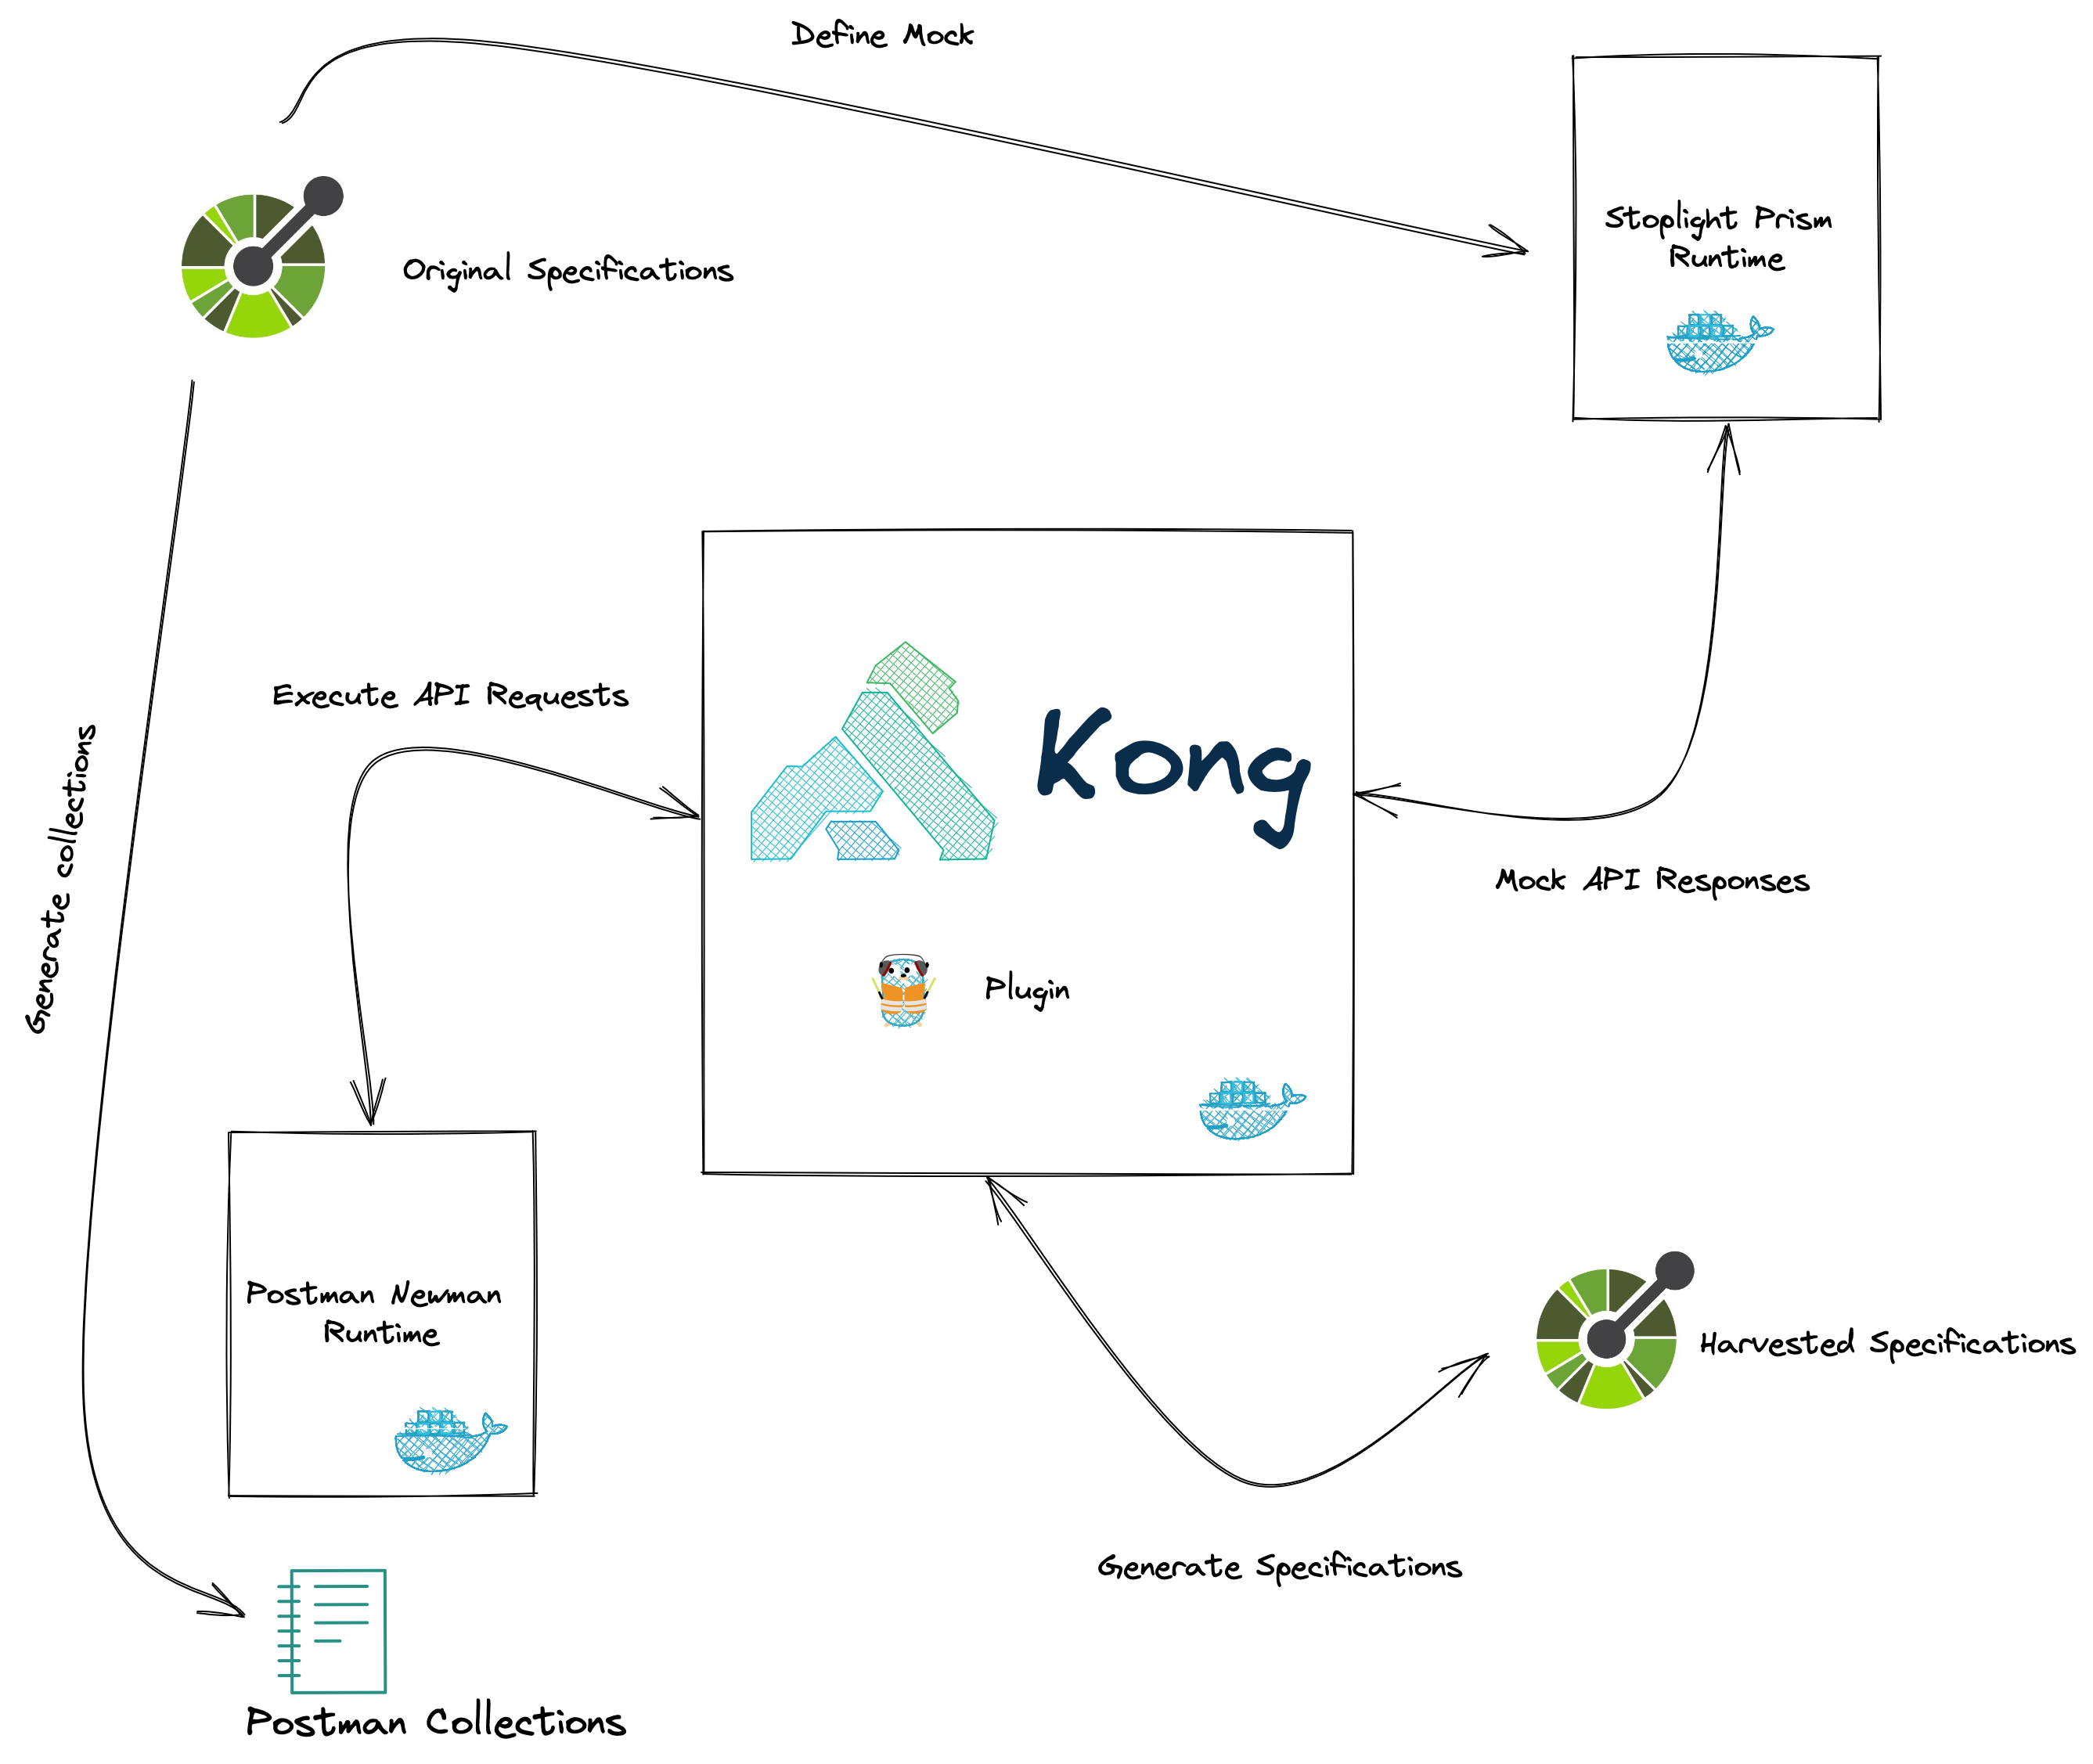 Define Mock
Stoplight Prism
Runtime
Original Specifications
Execute API Requests
Generate collections
Kong
Mock API Responses
Plugin
Postman Newman
Runtime
Harvested Specifications
Generate Specifications
Postman Collections